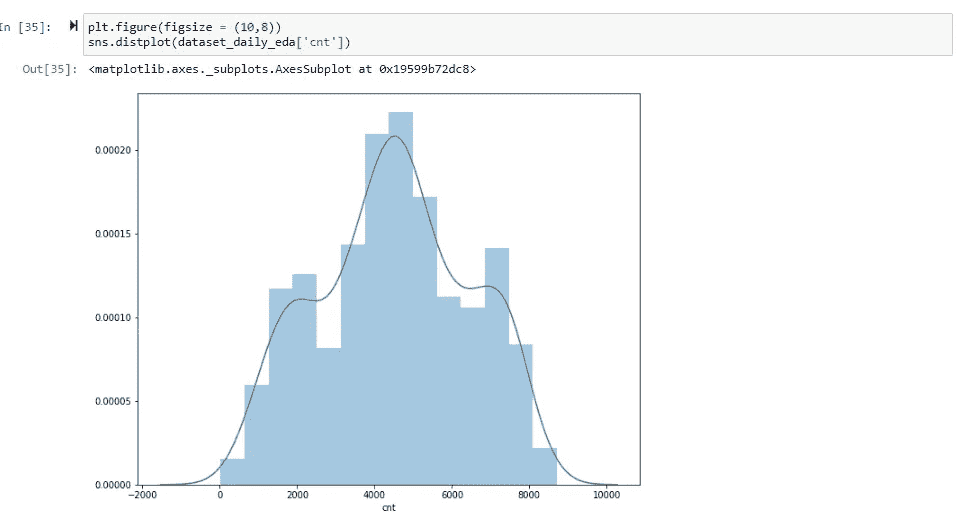 In [35]:
plt.figure(figsize = (10,8))
sns.distplot(dataset_daily_eda['cnt'])
Out[35]: <matplotlib.axes._subplots.AxesSubplot at 0x19599b72dc8>
0.00020
0.00015
0.00010
0.00005
0.00000
−2000 0 2000 4000 6000 8000 10000
cnt